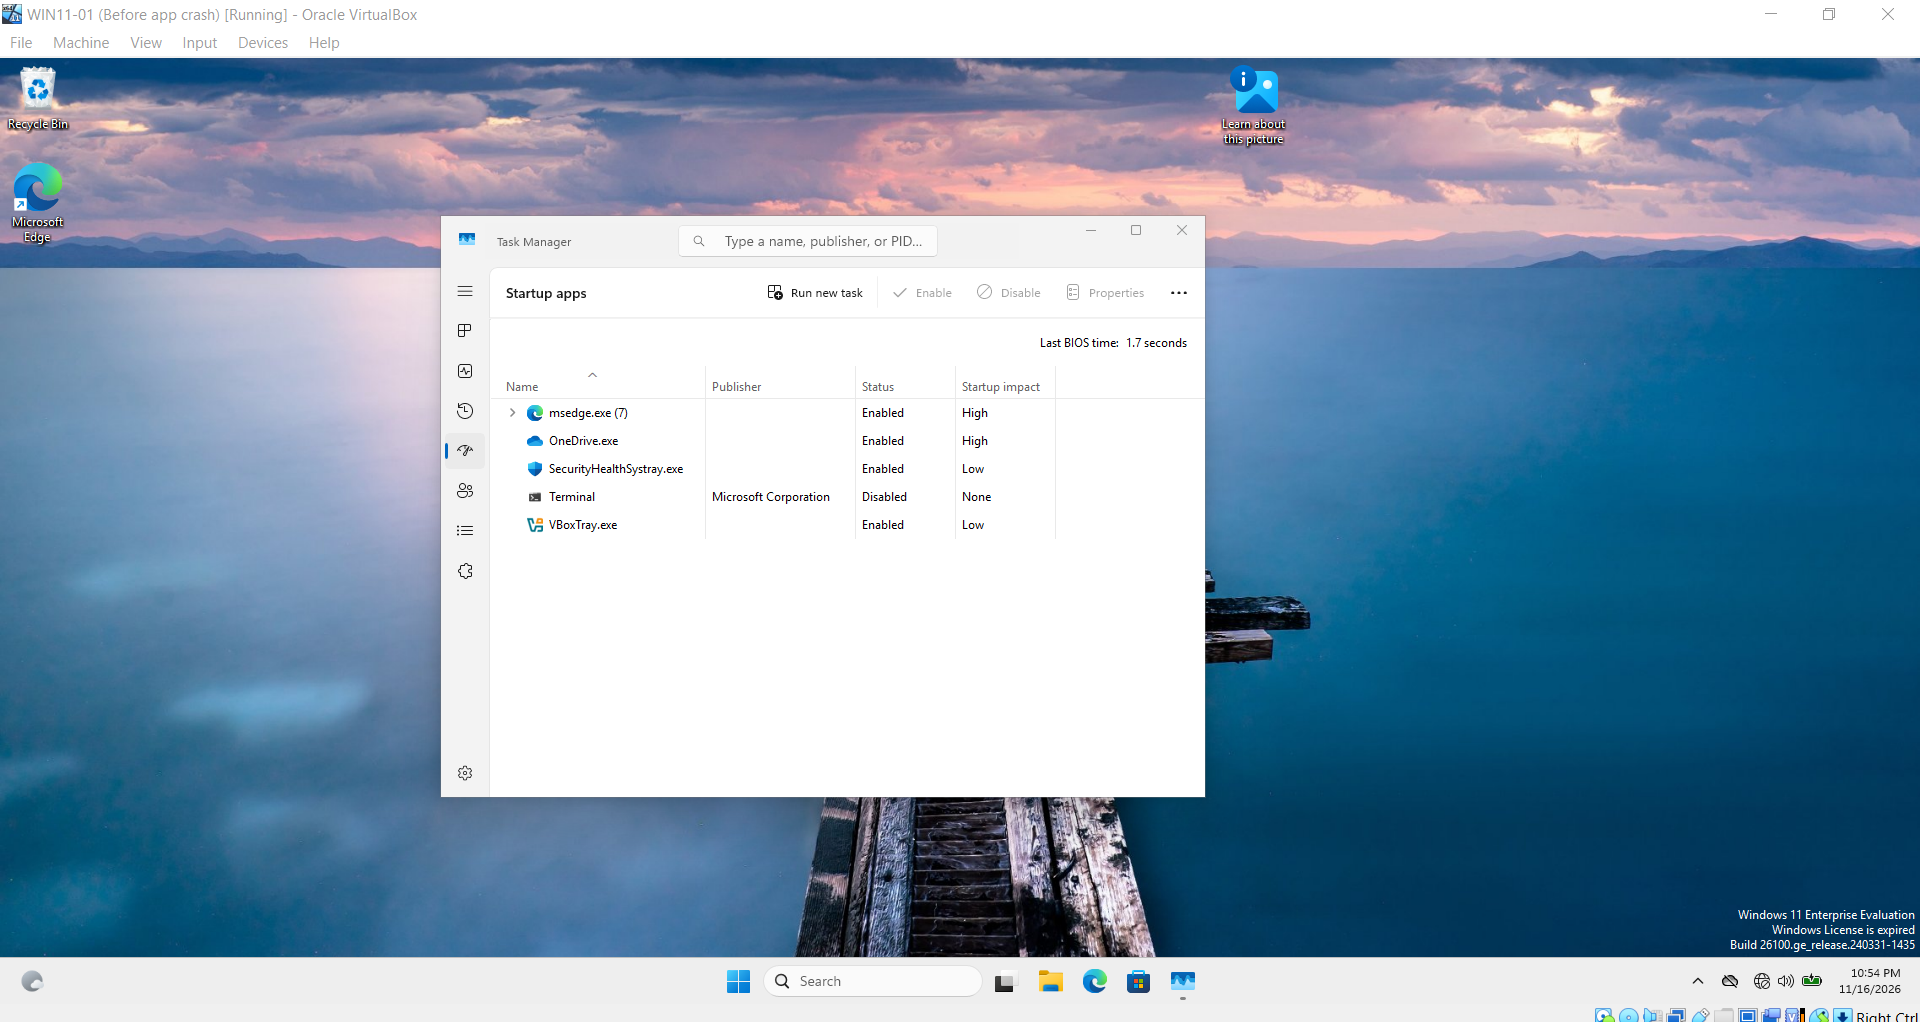 WIN11-01 (Before app crash) [Running] - Oracle VirtualBox
File Machine View Input Devices Help
Recycle Bin
Learn about
this picture
Microsoft
Edge
Task Manager
Type a name, publisher, or PID...
Startup apps
Run new task
Enable
Disable
Properties
Last BIOS time: 1.7 seconds
Name Publisher Status Startup impact
msedge.exe (7) Enabled High
OneDrive.exe Enabled High
SecurityHealthSystray.exe Enabled Low
Terminal Microsoft Corporation Disabled None
VBoxTray.exe Enabled Low
Windows 11 Enterprise Evaluation
Windows License is expired
Build 26100.ge_release.240331-1435
Search
10:54 PM
11/16/2026
Right Ctrl